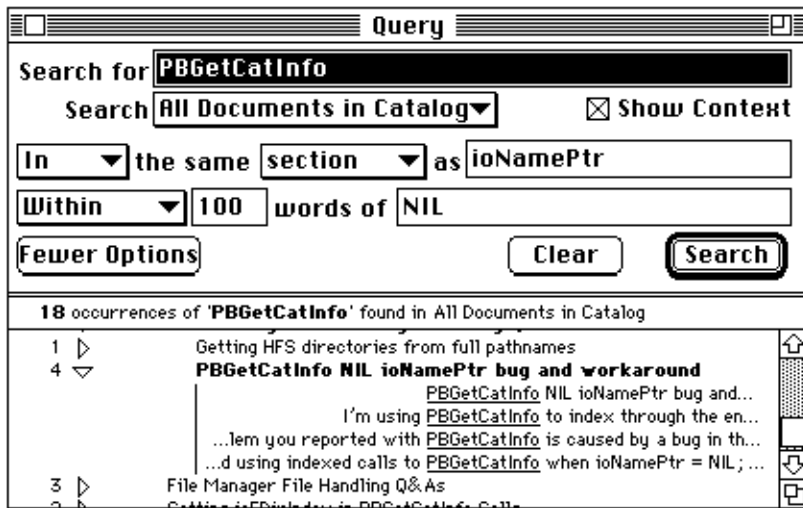 Query
Search for PBGetCatInfo
Search All Documents in Catalog Show Context
In the same section as ioNamePtr
Within 100 words of NIL
Fewer Options Clear Search
18 occurrences of 'PBGetCatInfo' found in All Documents in Catalog
1 Getting HFS directories from full pathnames
4 PBGetCatInfo NIL ioNamePtr bug and workaround
PBGetCatInfo NIL ioNamePtr bug and...
I'm using PBGetCatInfo to index through the en...
...lem you reported with PBGetCatInfo is caused by a bug in th...
...d using indexed calls to PBGetCatInfo when ioNamePtr = NIL; ...
3 File Manager File Handling Q&As